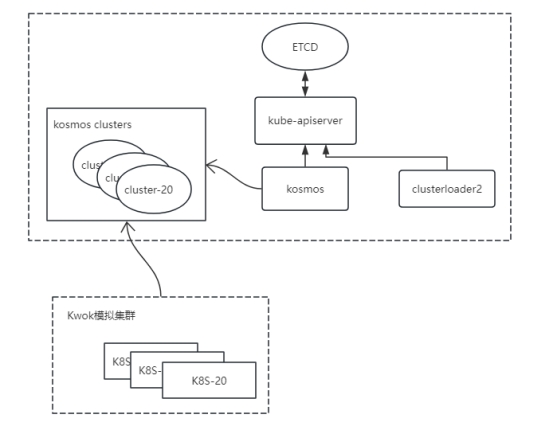 ETCD
kube-apiserver
kosmos clusters
clus
clu
cluster-20
kosmos
clusterloader2
Kwok模拟集群
K8S
K8S-
K8S-20